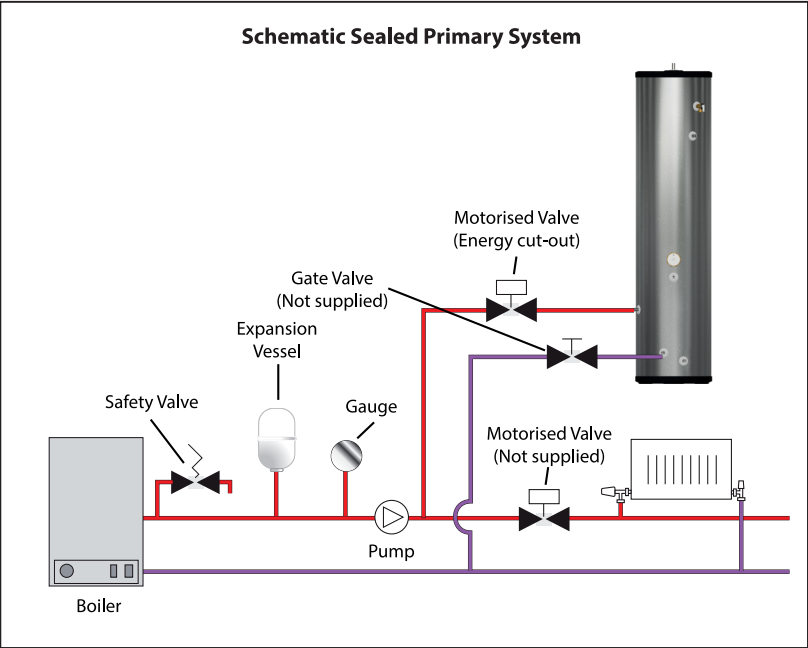 Schematic Sealed Primary System
Motorised Valve
(Energy cut-out)
Gate Valve
(Not supplied)
Expansion
Vessel
Safety Valve
Gauge
Motorised Valve
(Not supplied)
Pump
Boiler